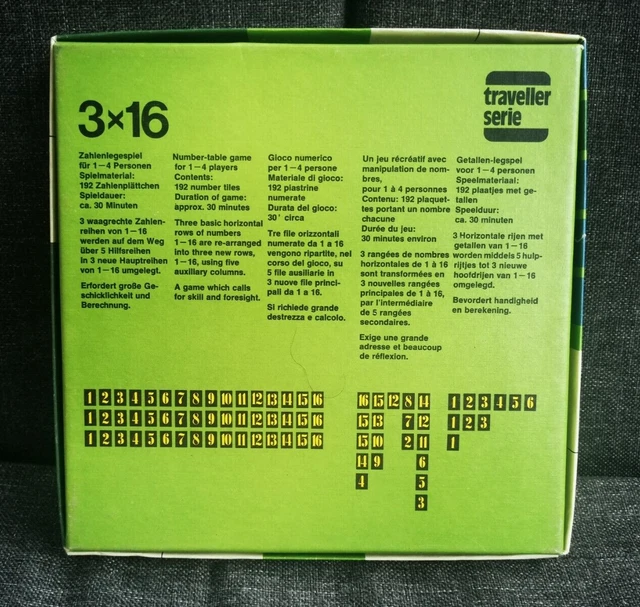 3×16
traveller
serie
Zahlenlegespiel
für 1–4 Personen
Spielmaterial:
192 Zahlenplättchen
Spieldauer:
ca. 30 Minuten
3 waagrechte Zahlen-
reihen von 1–16
werden auf dem Weg
über 5 Hilfsreihen
in 3 neue Hauptreihen
von 1–16 umgelegt.
Erfordert große Ge-
schicklichkeit und
Berechnung.
Number-table game
for 1–4 players
Contents:
192 number tiles
Duration of game:
approx. 30 minutes
Three basic horizontal
rows of numbers
1–16 are re-arranged
into three new rows,
1–16, using five
auxiliary columns.
A game which calls
for skill and foresight.
Gioco numerico
per 1–4 persone
Materiale di gioco:
192 piastrine
numerate
Durata del gioco:
30' circa
Tre file orizzontali
numerate da 1 a 16
vengono ripartite, nel
corso del gioco, su
5 file ausiliarie in
3 nuove file princi-
pali da 1 a 16.
Si richiede grande
destrezza e calcolo.
Un jeu récréatif avec
manipulation de nom-
bres,
pour 1 à 4 personnes
Contenu: 192 plaquet-
tes portant un nombre
chacune
Durée du jeu:
30 minutes environ
3 rangées de nombres
horizontales de 1 à 16
sont transformées en
3 nouvelles rangées
principales de 1 à 16,
par l'intermédiaire
de 5 rangées
secondaires.
Exige une grande
adresse et beaucoup
de réflexion.
Getallen-legspel
voor 1–4 personen
Speelmateriaal:
192 plaatjes met ge-
tallen
Speelduur:
ca. 30 minuten
3 Horizontale rijen met
getallen van 1–16
worden middels 5 hulp-
rijtjes tot 3 nieuwe
hoofdrijen van 1–16
omgelegd.
Bevordert handigheid
en berekening.
1 2 3 4 5 6 7 8 9 10 11 12 13 14 15 16
1 2 3 4 5 6 7 8 9 10 11 12 13 14 15 16
1 2 3 4 5 6 7 8 9 10 11 12 13 14 15 16
16 15 12 8 14
15 13 7 12
15 10 2 11
14 9 6
4 5
3
1 2 3 4 5 6
1 2 3
1